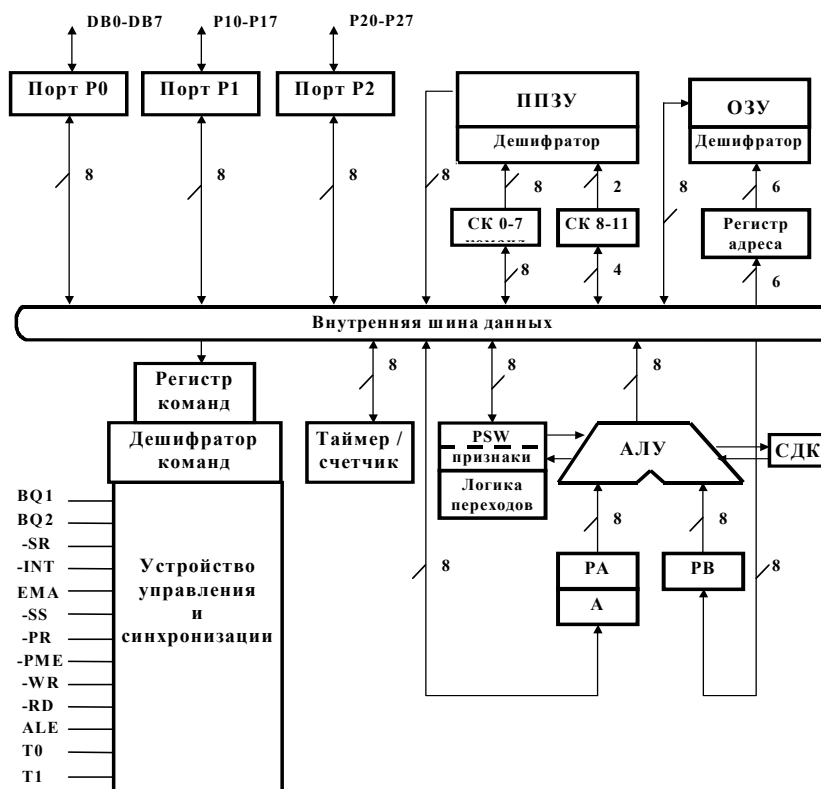 DB0-DB7 P10-P17 P20-P27
Порт P0 Порт P1 Порт P2 ППЗУ ОЗУ
Дешифратор Дешифратор
8 8 8 8 8 2 8 6
СК 0-7 СК 8-11 Регистр
адреса
8 4 6
Внутренняя шина данных
8 8 8
Регистр
команд
Дешифратор
команд
Таймер /
счетчик
PSW
признаки
Логика
переходов
АЛУ
СДК
8 8
8 РА РВ 8
А
BQ1
BQ2
-SR
-INT
EMA
-SS
-PR
-PME
-WR
-RD
ALE
T0
T1
Устройство
управления
и
синхронизации